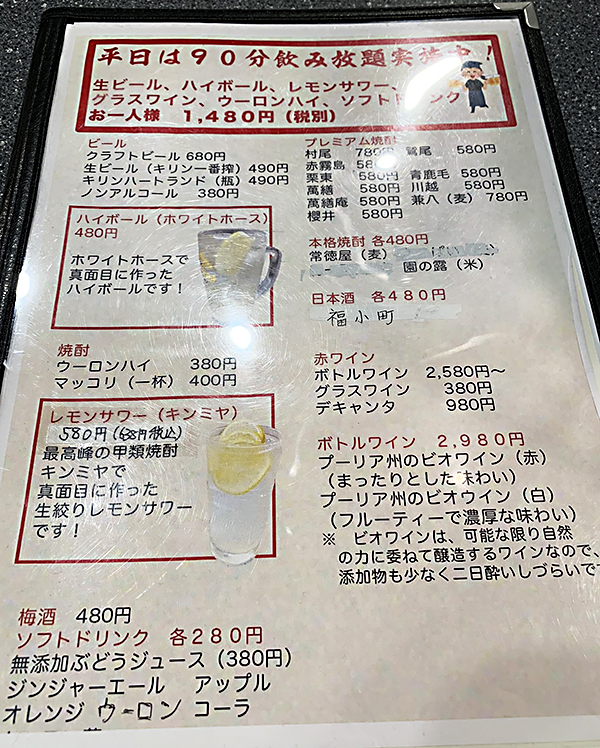 平日は90分飲み放題実施中!
生ビール、ハイボール、レモンサワー、
グラスワイン、ウーロンハイ、ソフトドリンク
お一人様 1,480円(税別)
ビール
クラフトビール 680円
生ビール(キリン一番搾)490円
キリンハートランド(瓶)490円
ノンアルコール 380円
ハイボール(ホワイトホース)
480円
ホワイトホースで
真面目に作った
ハイボールです!
焼酎
ウーロンハイ 380円
マッコリ(一杯) 400円
レモンサワー(キンミヤ)
580円(638円税込)
最高峰の甲類焼酎
キンミヤで
真面目に作った
生絞りレモンサワー
です!
梅酒 480円
ソフトドリンク 各280円
無添加ぶどうジュース(380円)
ジンジャーエール アップル
オレンジ ウーロン コーラ
プレミアム焼酎
村尾 780円 鷲尾 580円
赤霧島 580円
栗東 580円 青鹿毛 580円
萬繕 580円 川越 580円
萬繕庵 580円 兼八(麦) 780円
櫻井 580円
本格焼酎 各480円
常徳屋(麦)
園の露(米)
日本酒 各480円
福小町
赤ワイン
ボトルワイン 2,580円〜
グラスワイン 380円
デキャンタ 980円
ボトルワイン 2,980円
プーリア州のビオワイン(赤)
(まったりとした味わい)
プーリア州のビオウイン(白)
(フルーティーで濃厚な味わい)
※ ビオワインは、可能な限り自然
の力に委ねて醸造するワインなので、
添加物も少なく二日酔いしづらいで